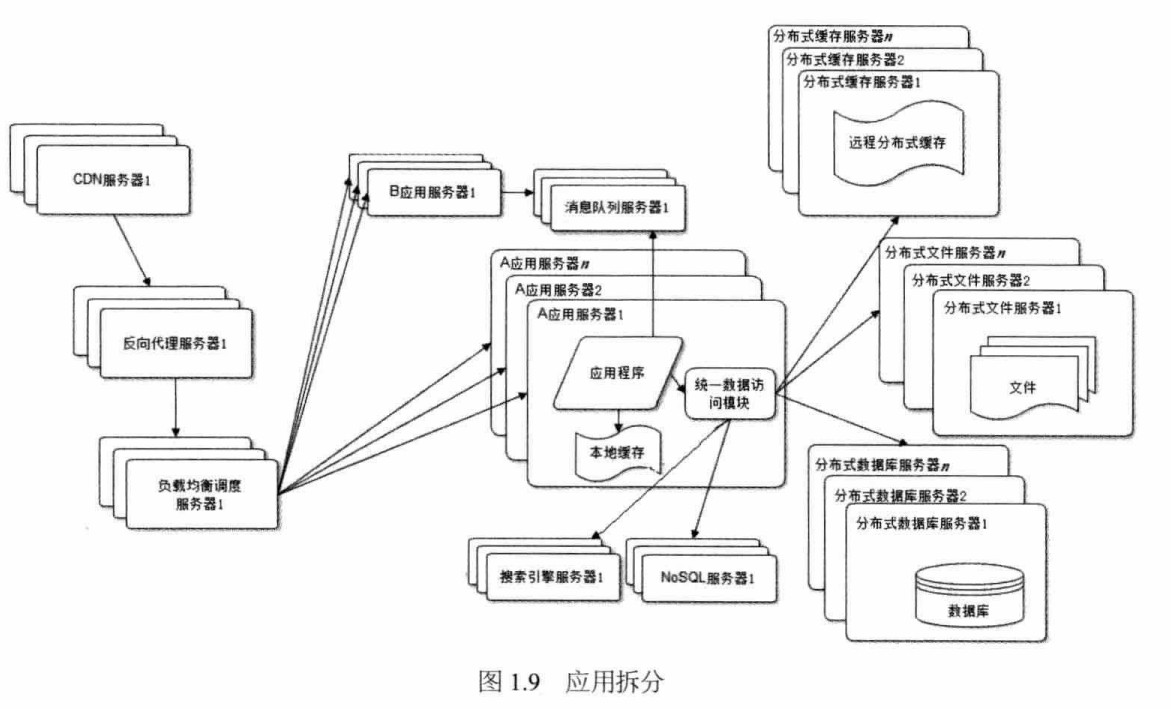 分布式缓存服务器n
分布式缓存服务器2
分布式缓存服务器1
远程分布式缓存
CDN服务器1
B应用服务器1
消息队列服务器1
A应用服务器n
A应用服务器2
A应用服务器1
分布式文件服务器n
分布式文件服务器2
分布式文件服务器1
反向代理服务器1
应用程序
统一数据访
问模块
文件
本地缓存
负载均衡调度
服务器1
分布式数据库服务器n
分布式数据库服务器2
分布式数据库服务器1
搜索引擎服务器1
NoSQL服务器1
数据库
图 1.9 应用拆分